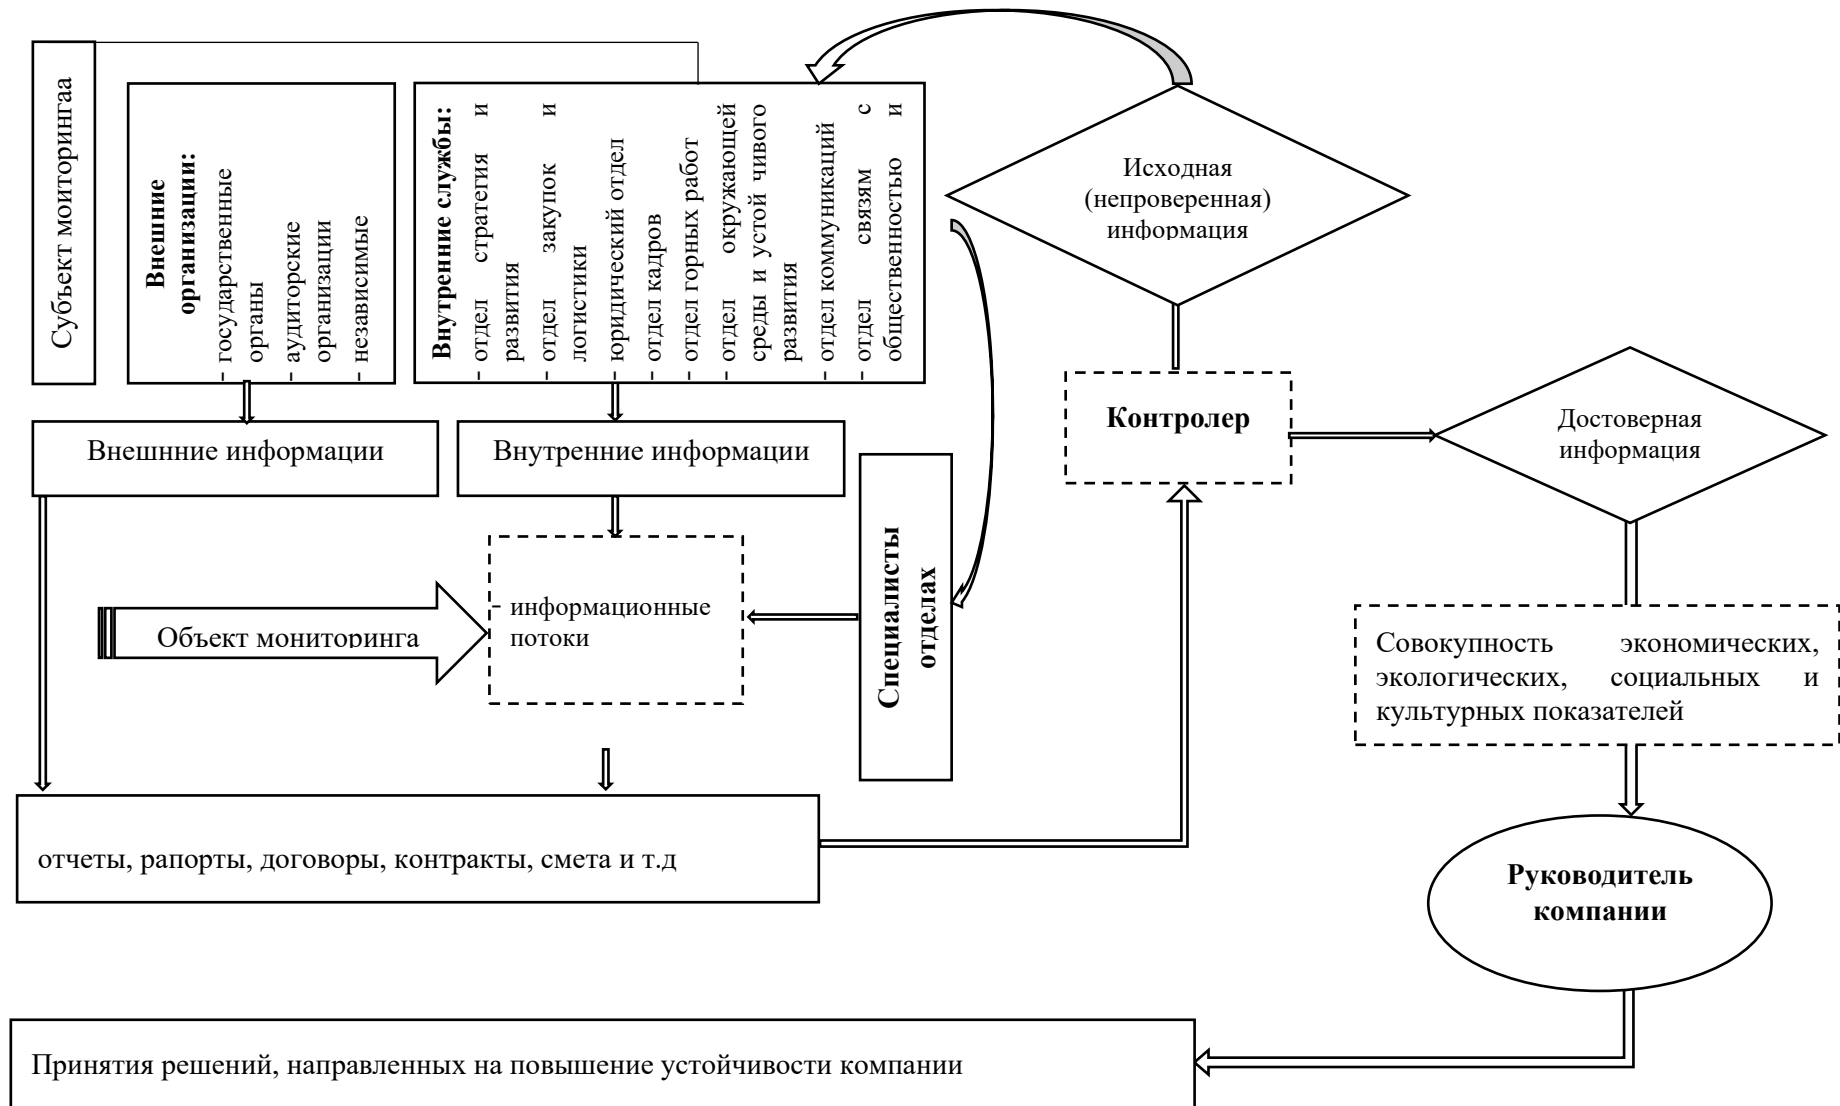 Субъект моиторингаа
Внешние
организации:
- государственные
органы
- аудиторские
организации
- независимые
Внутренние службы:
- отдел стратегия и
развития
- отдел закупок и
логистики
- юридический отдел
- отдел кадров
- отдел горных работ
- отдел окружающей
среды и устой чивого
развития
- отдел коммуникаций
- отдел связям с
общественностью и
Исходная
(непроверенная)
информация
Контролер
Достоверная
информация
Внешнние информации
Внутренние информации
Специалисты
отделах
Объект мониторинга
- информационные
потоки
Совокупность экономических,
экологических, социальных и
культурных показателей
отчеты, рапорты, договоры, контракты, смета и т.д
Руководитель
компании
Принятия решений, направленных на повышение устойчивости компании